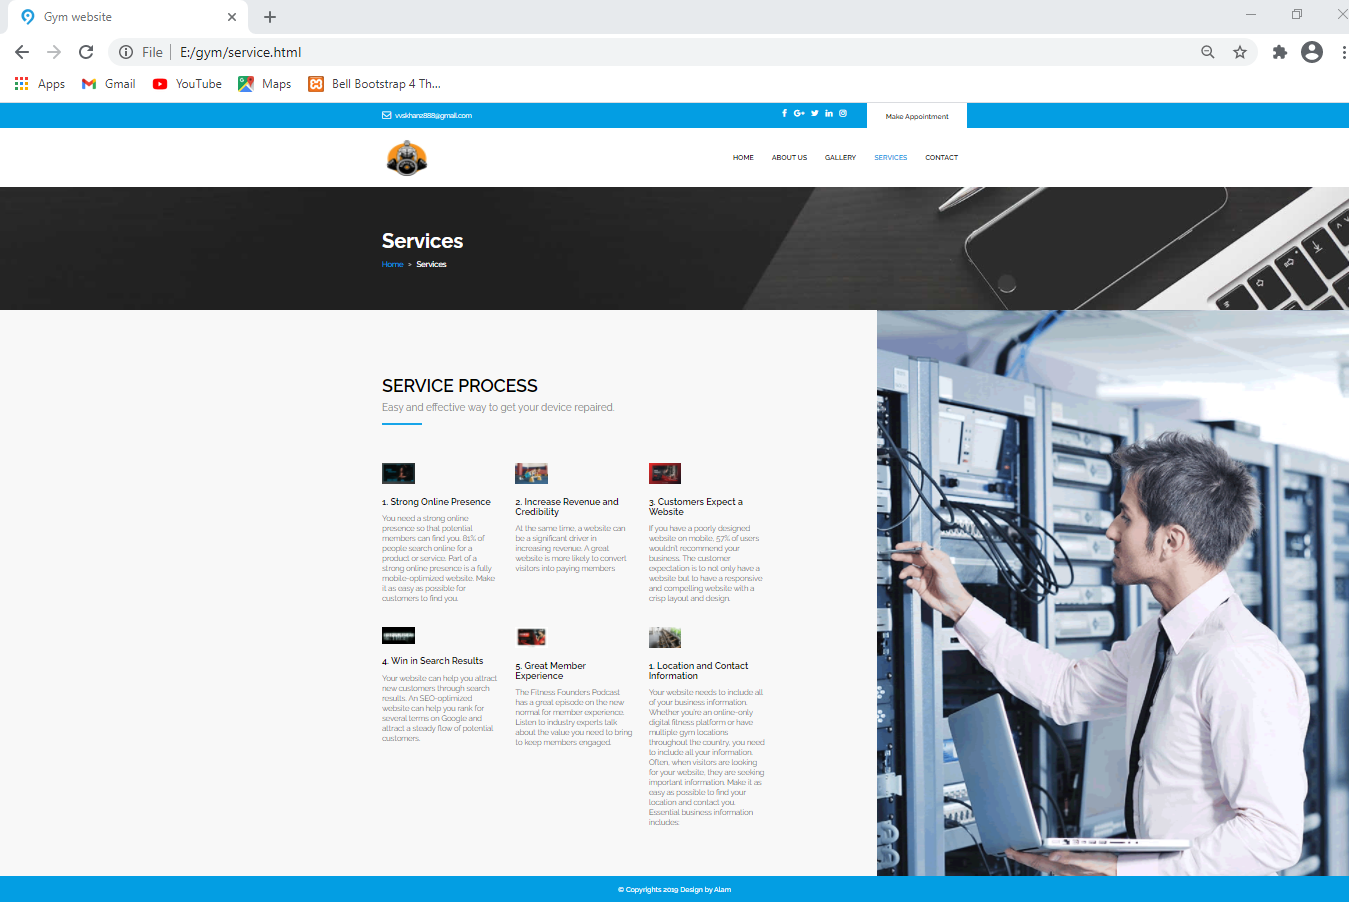 Gym website
File | E:/gym/service.html
Apps Gmail YouTube Maps Bell Bootstrap 4 Th...
vvskhanz888@gmail.com
Make Appointment
HOME ABOUT US GALLERY SERVICES CONTACT
Services
Home > Services
SERVICE PROCESS
Easy and effective way to get your device repaired.
1. Strong Online Presence
You need a strong online
presence so that potential
members can find you. 81% of
people search online for a
product or service. Part of a
strong online presence is a fully
mobile-optimized website. Make
it as easy as possible for
customers to find you.
2. Increase Revenue and
Credibility
At the same time, a website can
be a significant driver in
increasing revenue. A great
website is more likely to convert
visitors into paying members
3. Customers Expect a
Website
If you have a poorly designed
website on mobile, 57% of users
wouldn't recommend your
business. The customer
expectation is to not only have a
website but to have a responsive
and compelling website with a
crisp layout and design.
4. Win in Search Results
Your website can help you attract
new customers through search
results. An SEO-optimized
website can help you rank for
several terms on Google and
attract a steady flow of potential
customers.
5. Great Member
Experience
The Fitness Founders Podcast
has a great episode on the new
normal for member experience.
Listen to industry experts talk
about the value you need to bring
to keep members engaged.
1. Location and Contact
Information
Your website needs to include all
of your business information.
Whether you're an online-only
digital fitness platform or have
multiple gym locations
throughout the country, you need
to include all your information.
Often, when visitors are looking
for your website, they are seeking
important information. Make it as
easy as possible to find your
location and contact you.
Essential business information
includes:
© Copyrights 2019 Design by Alam